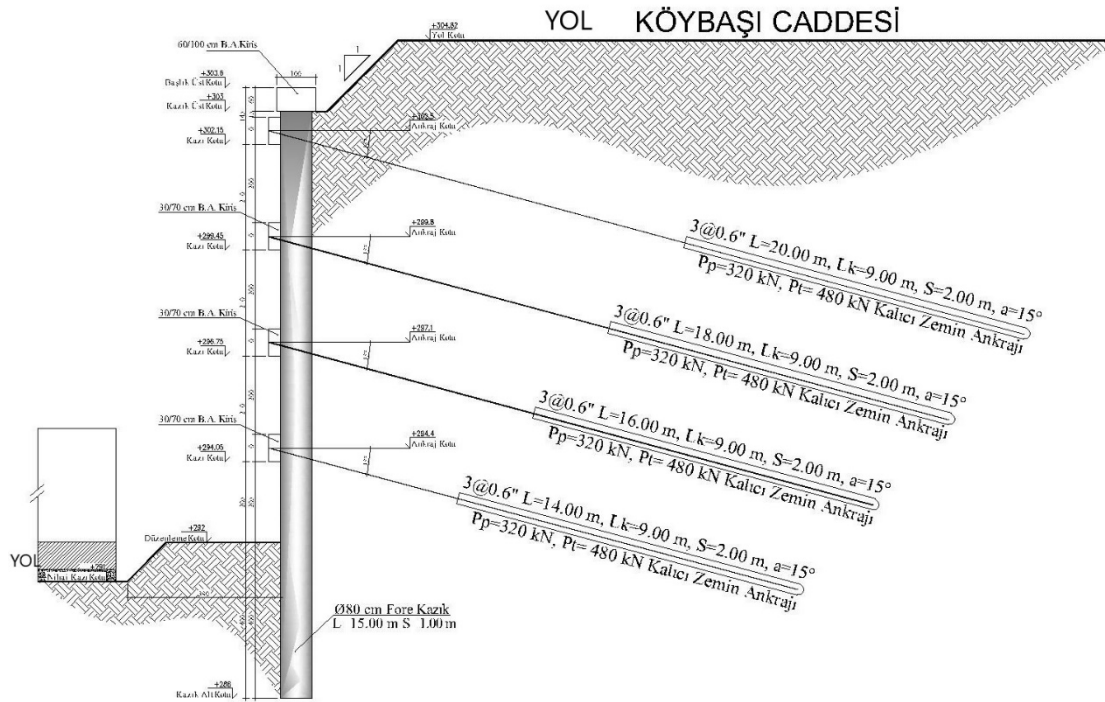 YOL KÖYBAŞI CADDESİ
+304.82
Yol Kotu
60/100 cm B.A.Kiris
1
1
100
Başlık Üst Kotu
+303
Kazık Üst Kotu
60
+302.15
Kazı Kotu
Ankraj Kotu
3@0.6" L=20.00 m, Lk=9.00 m, S=2.00 m, a=15°
Pp=320 kN, Pt= 480 kN Kalıcı Zemin Ankrajı
30/70 cm B.A. Kiris
+299.8
Ankraj Kotu
+299.45
Kazı Kotu
3@0.6" L=18.00 m, Lk=9.00 m, S=2.00 m, a=15°
Pp=320 kN, Pt= 480 kN Kalıcı Zemin Ankrajı
30/70 cm B.A. Kiris
+297.1
Ankraj Kotu
+296.75
Kazı Kotu
3@0.6" L=16.00 m, Lk=9.00 m, S=2.00 m, a=15°
Pp=320 kN, Pt= 480 kN Kalıcı Zemin Ankrajı
30/70 cm B.A. Kiris
+294.4
Ankraj Kotu
+294.05
Kazı Kotu
3@0.6" L=14.00 m, Lk=9.00 m, S=2.00 m, a=15°
Pp=320 kN, Pt= 480 kN Kalıcı Zemin Ankrajı
+292
Düzenleme Kotu
YOL
Nihai Kazı Kotu
Ø80 cm Fore Kazık
L 15.00 m S 1.00 m
+288
Kazık Alt Kotu